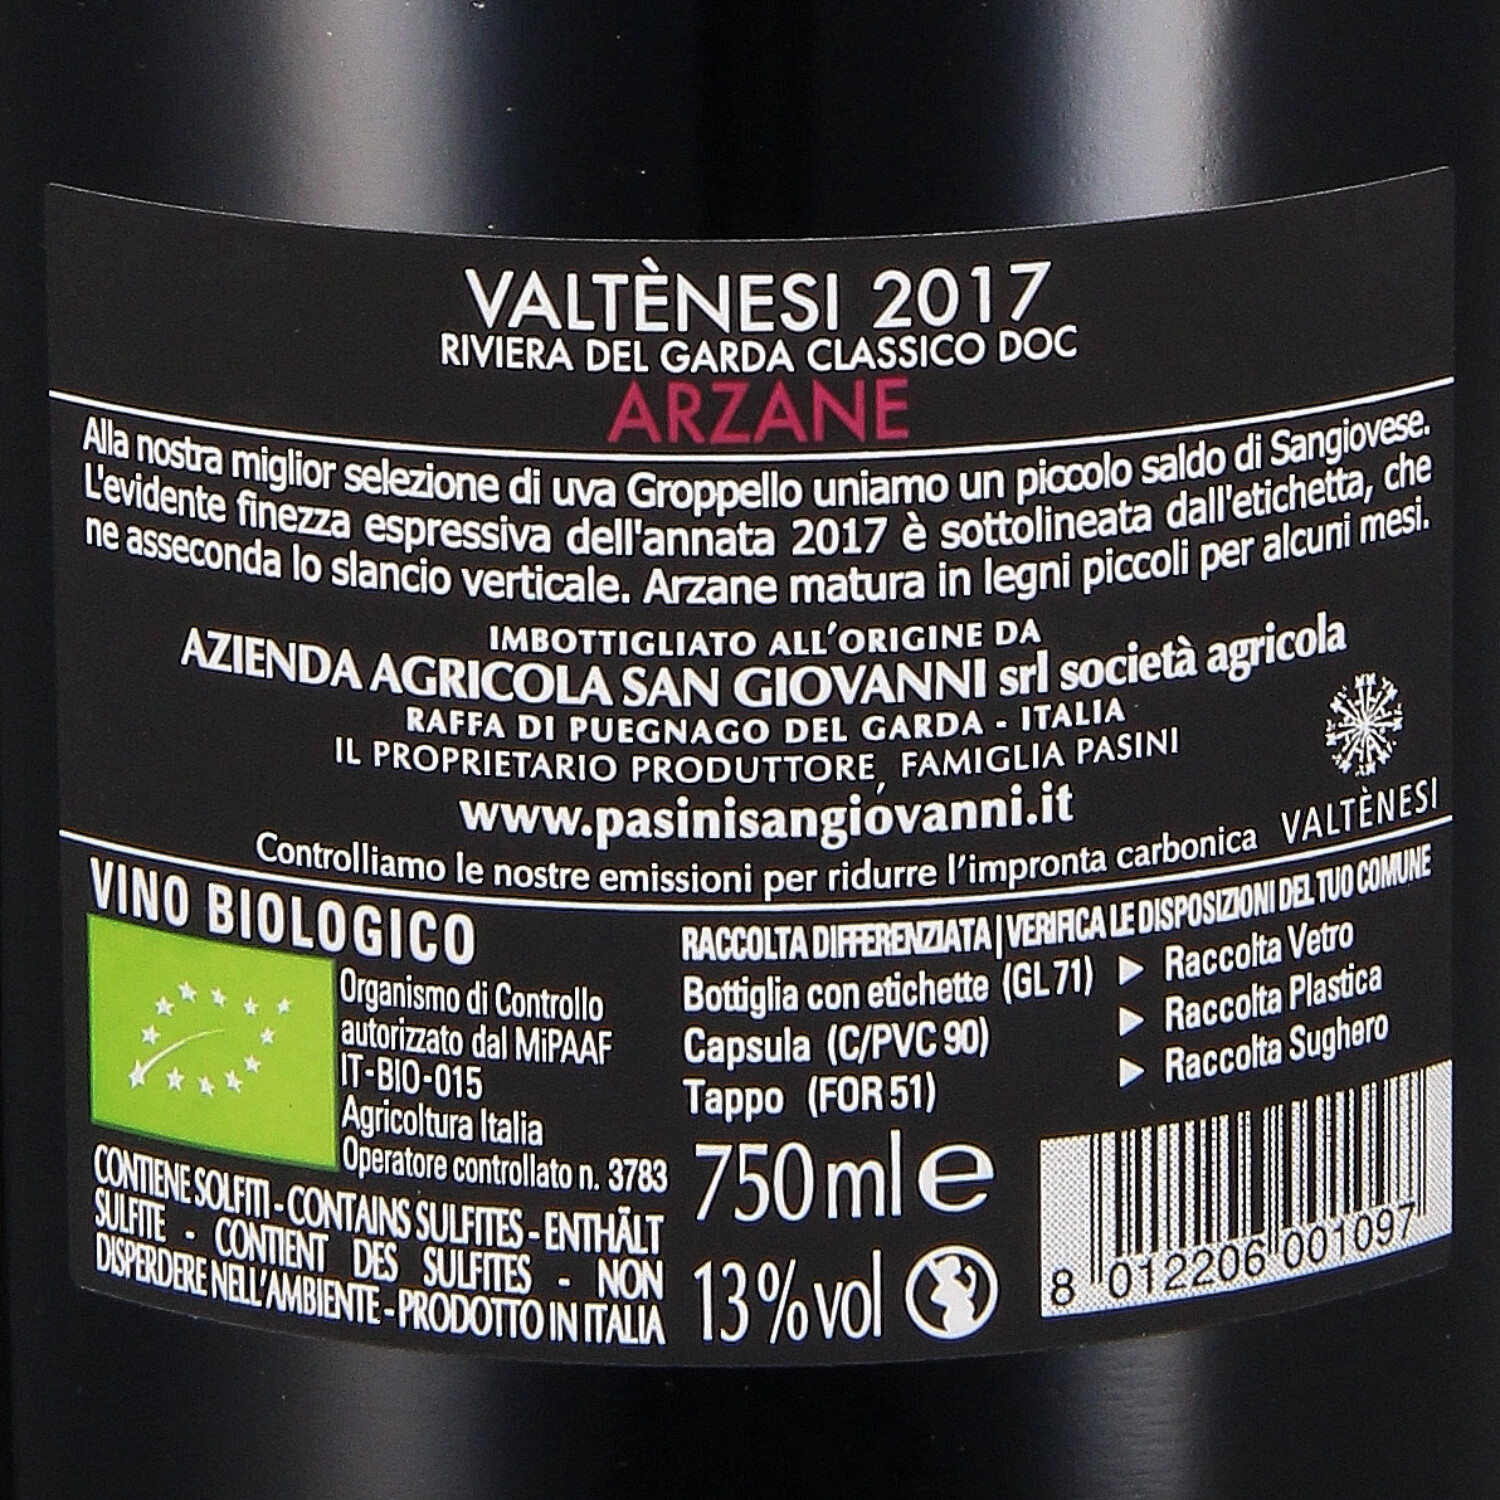 VALTÈNESI 2017
RIVIERA DEL GARDA CLASSICO DOC
ARZANE
Alla nostra miglior selezione di uva Groppello uniamo un piccolo saldo di Sangiovese.
L'evidente finezza espressiva dell'annata 2017 è sottolineata dall'etichetta, che
ne asseconda lo slancio verticale. Arzane matura in legni piccoli per alcuni mesi.
IMBOTTIGLIATO ALL'ORIGINE DA
AZIENDA AGRICOLA SAN GIOVANNI srl società agricola
RAFFA DI PUEGNAGO DEL GARDA - ITALIA
IL PROPRIETARIO PRODUTTORE, FAMIGLIA PASINI
www.pasinisangiovanni.it
VALTÈNESI
Controlliamo le nostre emissioni per ridurre l'impronta carbonica
VINO BIOLOGICO
Organismo di Controllo
autorizzato dal MiPAAF
IT-BIO-015
Agricoltura Italia
Operatore controllato n. 3783
CONTIENE SOLFITI - CONTAINS SULFITES - ENTHÄLT
SULFITE - CONTIENT DES SULFITES - NON
DISPERDERE NELL'AMBIENTE - PRODOTTO IN ITALIA
RACCOLTA DIFFERENZIATA | VERIFICA LE DISPOSIZIONI DEL TUO COMUNE
Bottiglia con etichette (GL 71) ▶ Raccolta Vetro
Capsula (C/PVC 90) ▶ Raccolta Plastica
Tappo (FOR 51) ▶ Raccolta Sughero
750 ml e
13 % vol
8 012206 001097